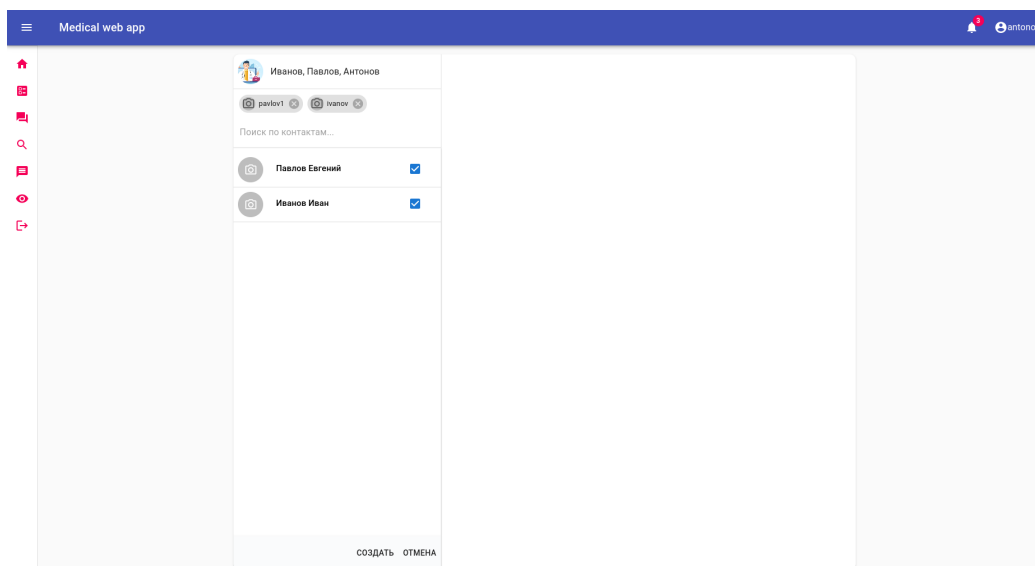 Medical web app
3
antono
Иванов, Павлов, Антонов
pavlov1 ivanov
Поиск по контактам...
Павлов Евгений
Иванов Иван
СОЗДАТЬ ОТМЕНА